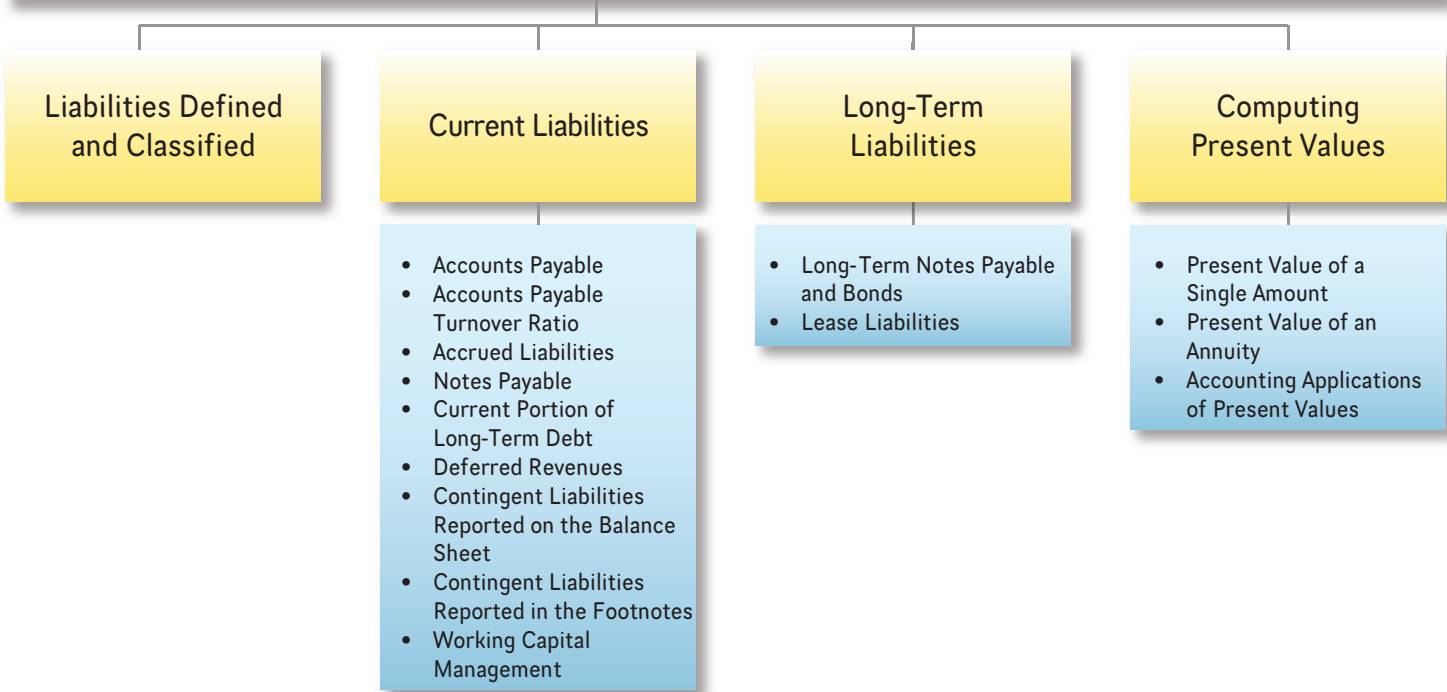 Liabilities Defined
and Classified
Current Liabilities
• Accounts Payable
• Accounts Payable
Turnover Ratio
• Accrued Liabilities
• Notes Payable
• Current Portion of
Long-Term Debt
• Deferred Revenues
• Contingent Liabilities
Reported on the Balance
Sheet
• Contingent Liabilities
Reported in the Footnotes
• Working Capital
Management
Long-Term
Liabilities
• Long-Term Notes Payable
and Bonds
• Lease Liabilities
Computing
Present Values
• Present Value of a
Single Amount
• Present Value of an
Annuity
• Accounting Applications
of Present Values